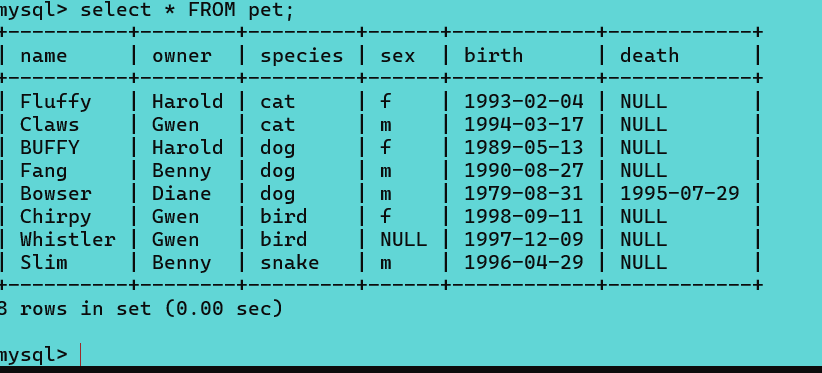 mysql> select * FROM pet;
+----------+--------+---------+------+------------+------------+
| name     | owner  | species | sex  | birth      | death      |
+----------+--------+---------+------+------------+------------+
| Fluffy   | Harold | cat     | f    | 1993-02-04 | NULL       |
| Claws    | Gwen   | cat     | m    | 1994-03-17 | NULL       |
| BUFFY    | Harold | dog     | f    | 1989-05-13 | NULL       |
| Fang     | Benny  | dog     | m    | 1990-08-27 | NULL       |
| Bowser   | Diane  | dog     | m    | 1979-08-31 | 1995-07-29 |
| Chirpy   | Gwen   | bird    | f    | 1998-09-11 | NULL       |
| Whistler | Gwen   | bird    | NULL | 1997-12-09 | NULL       |
| Slim     | Benny  | snake   | m    | 1996-04-29 | NULL       |
+----------+--------+---------+------+------------+------------+
8 rows in set (0.00 sec)
mysql>